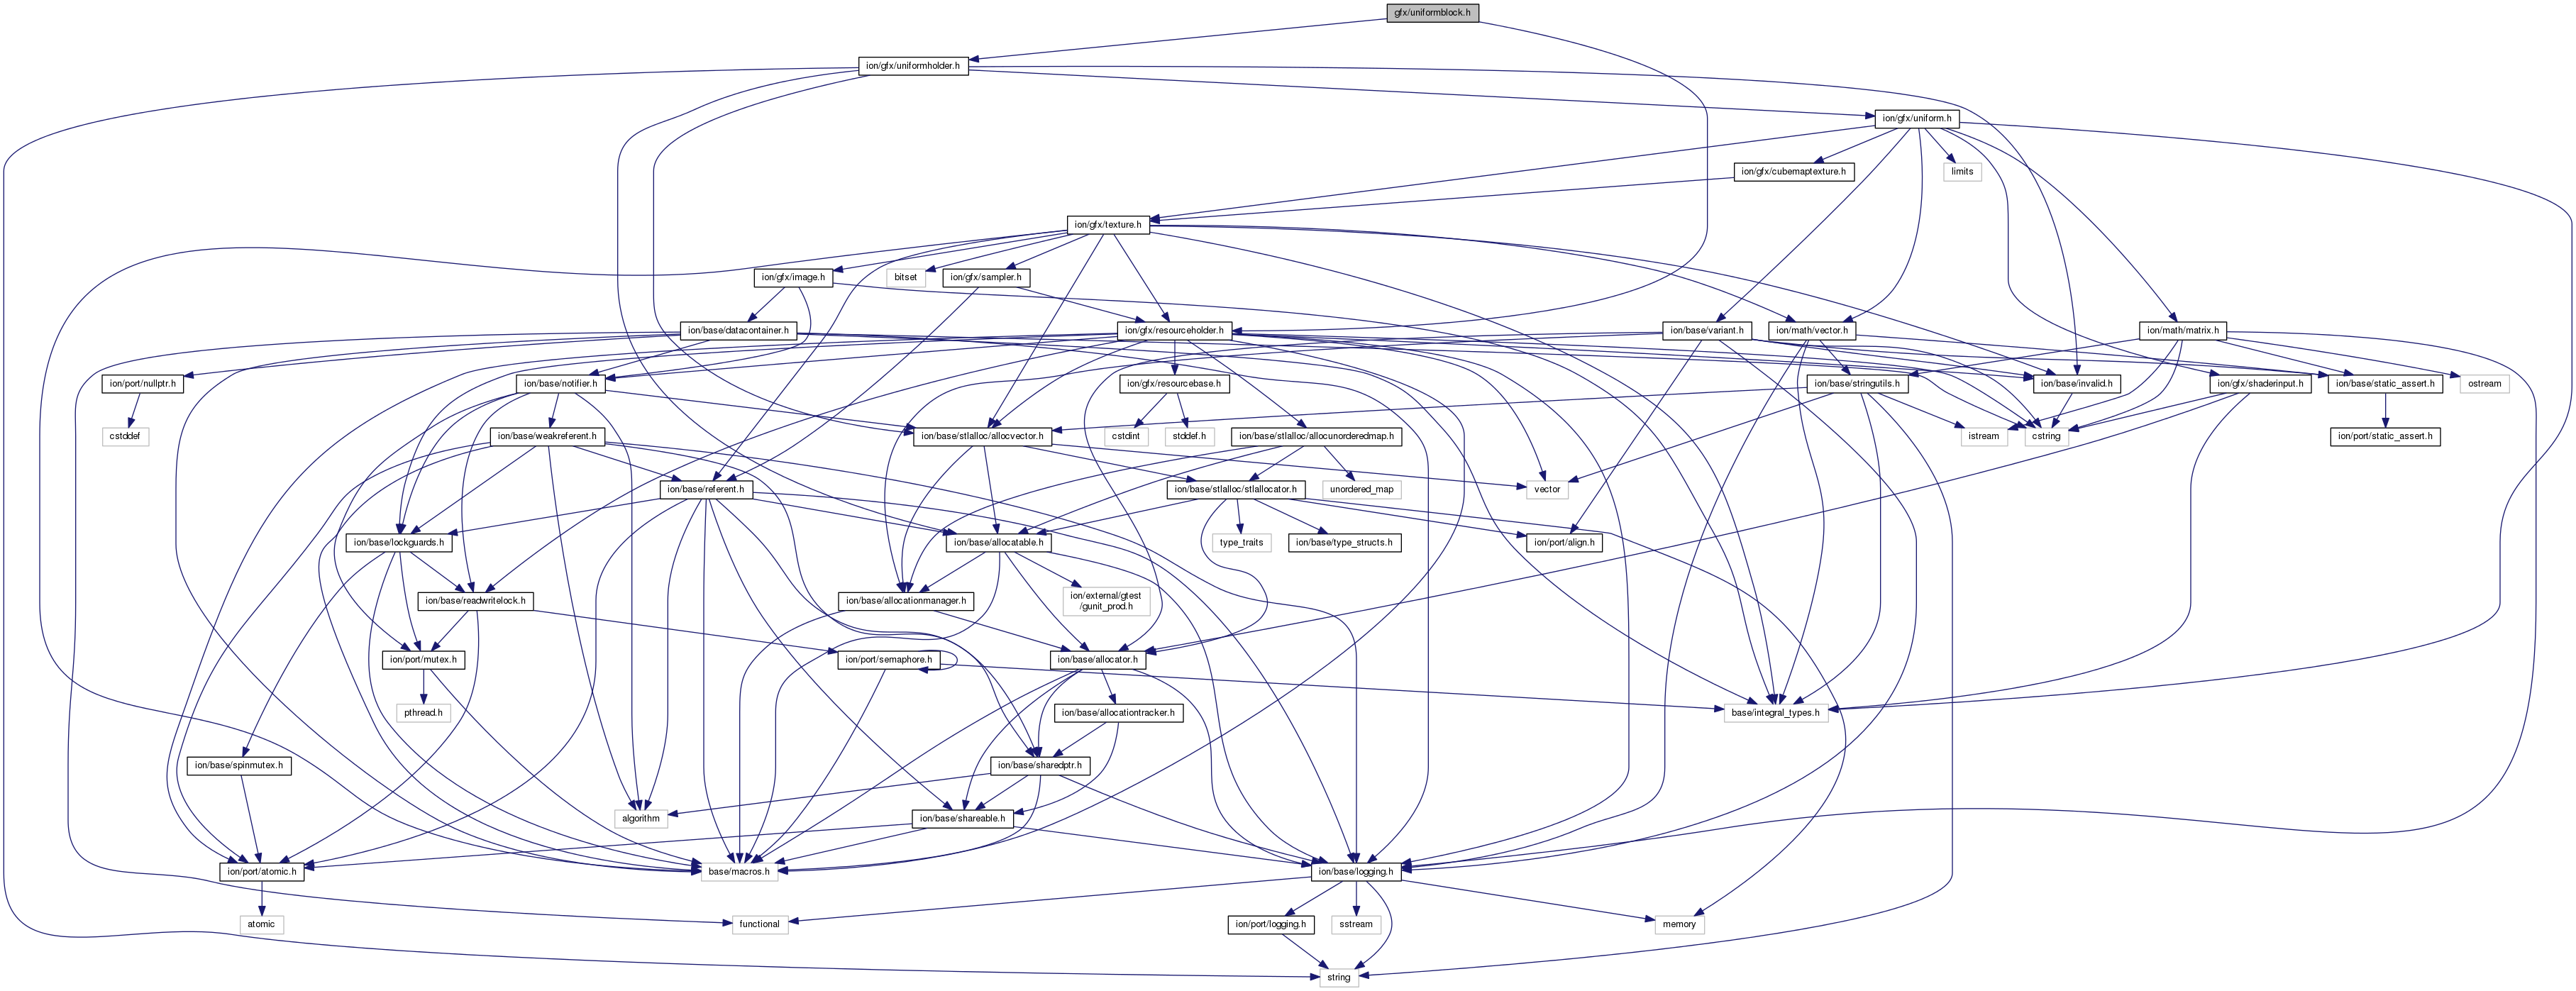 gfx/uniformblock.h
ion/gfx/uniformholder.h
ion/gfx/uniform.h
ion/gfx/cubemaptexture.h
limits
ion/gfx/texture.h
ion/gfx/image.h
bitset
ion/gfx/sampler.h
ion/base/datacontainer.h
ion/gfx/resourceholder.h
ion/base/variant.h
ion/math/vector.h
ion/math/matrix.h
ion/port/nullptr.h
ion/base/notifier.h
ion/gfx/resourcebase.h
ion/base/stringutils.h
ion/base/invalid.h
ion/gfx/shaderinput.h
ion/base/static_assert.h
ostream
cstddef
ion/base/weakreferent.h
ion/base/stlalloc/allocvector.h
cstdint
stddef.h
ion/base/stlalloc/allocunorderedmap.h
istream
cstring
ion/port/static_assert.h
ion/base/referent.h
ion/base/stlalloc/stlallocator.h
unordered_map
vector
ion/base/lockguards.h
ion/base/allocatable.h
type_traits
ion/base/type_structs.h
ion/port/align.h
ion/base/readwritelock.h
ion/base/allocationmanager.h
ion/external/gtest
/gunit_prod.h
ion/port/mutex.h
ion/port/semaphore.h
ion/base/allocator.h
pthread.h
ion/base/allocationtracker.h
base/integral_types.h
ion/base/spinmutex.h
ion/base/sharedptr.h
algorithm
ion/base/shareable.h
ion/port/atomic.h
base/macros.h
ion/base/logging.h
atomic
functional
ion/port/logging.h
sstream
memory
string